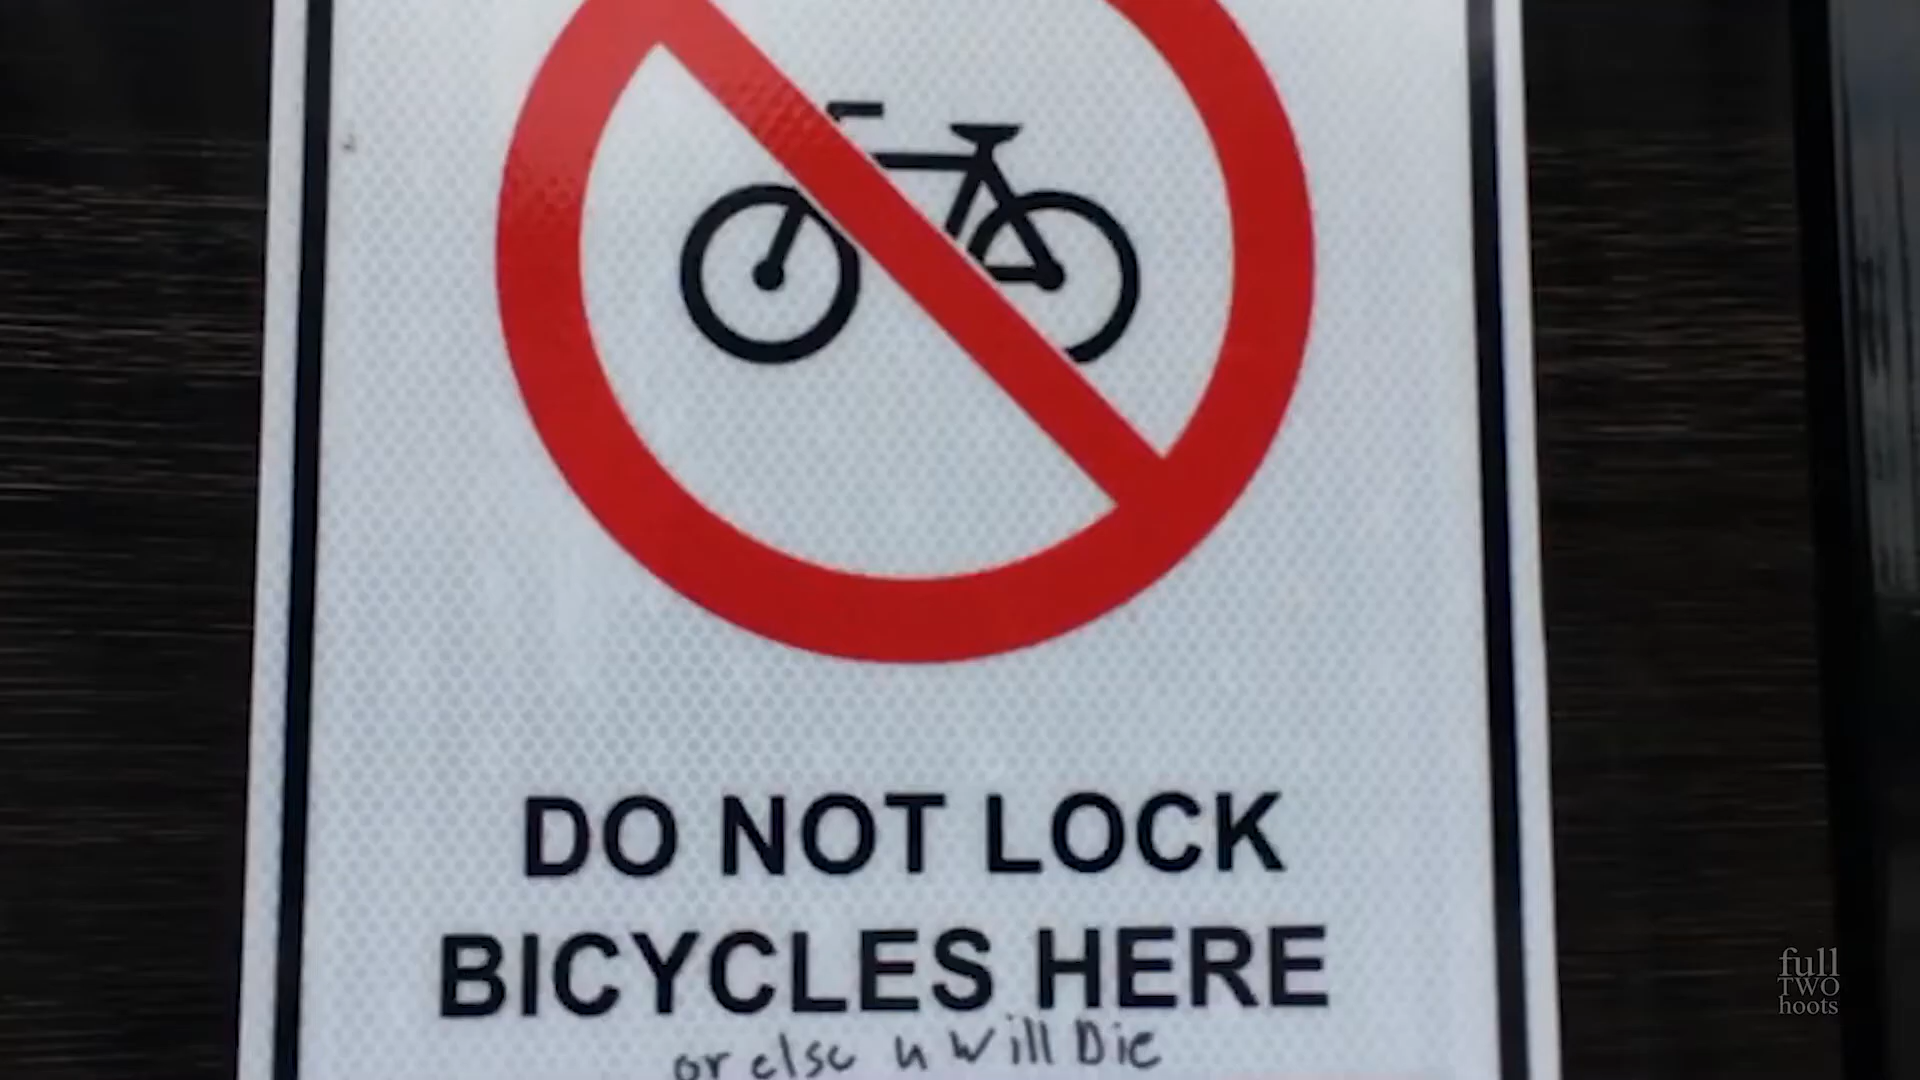 DO NOT LOCK
BICYCLES HERE
or else u will Die
full
TWO
hoots